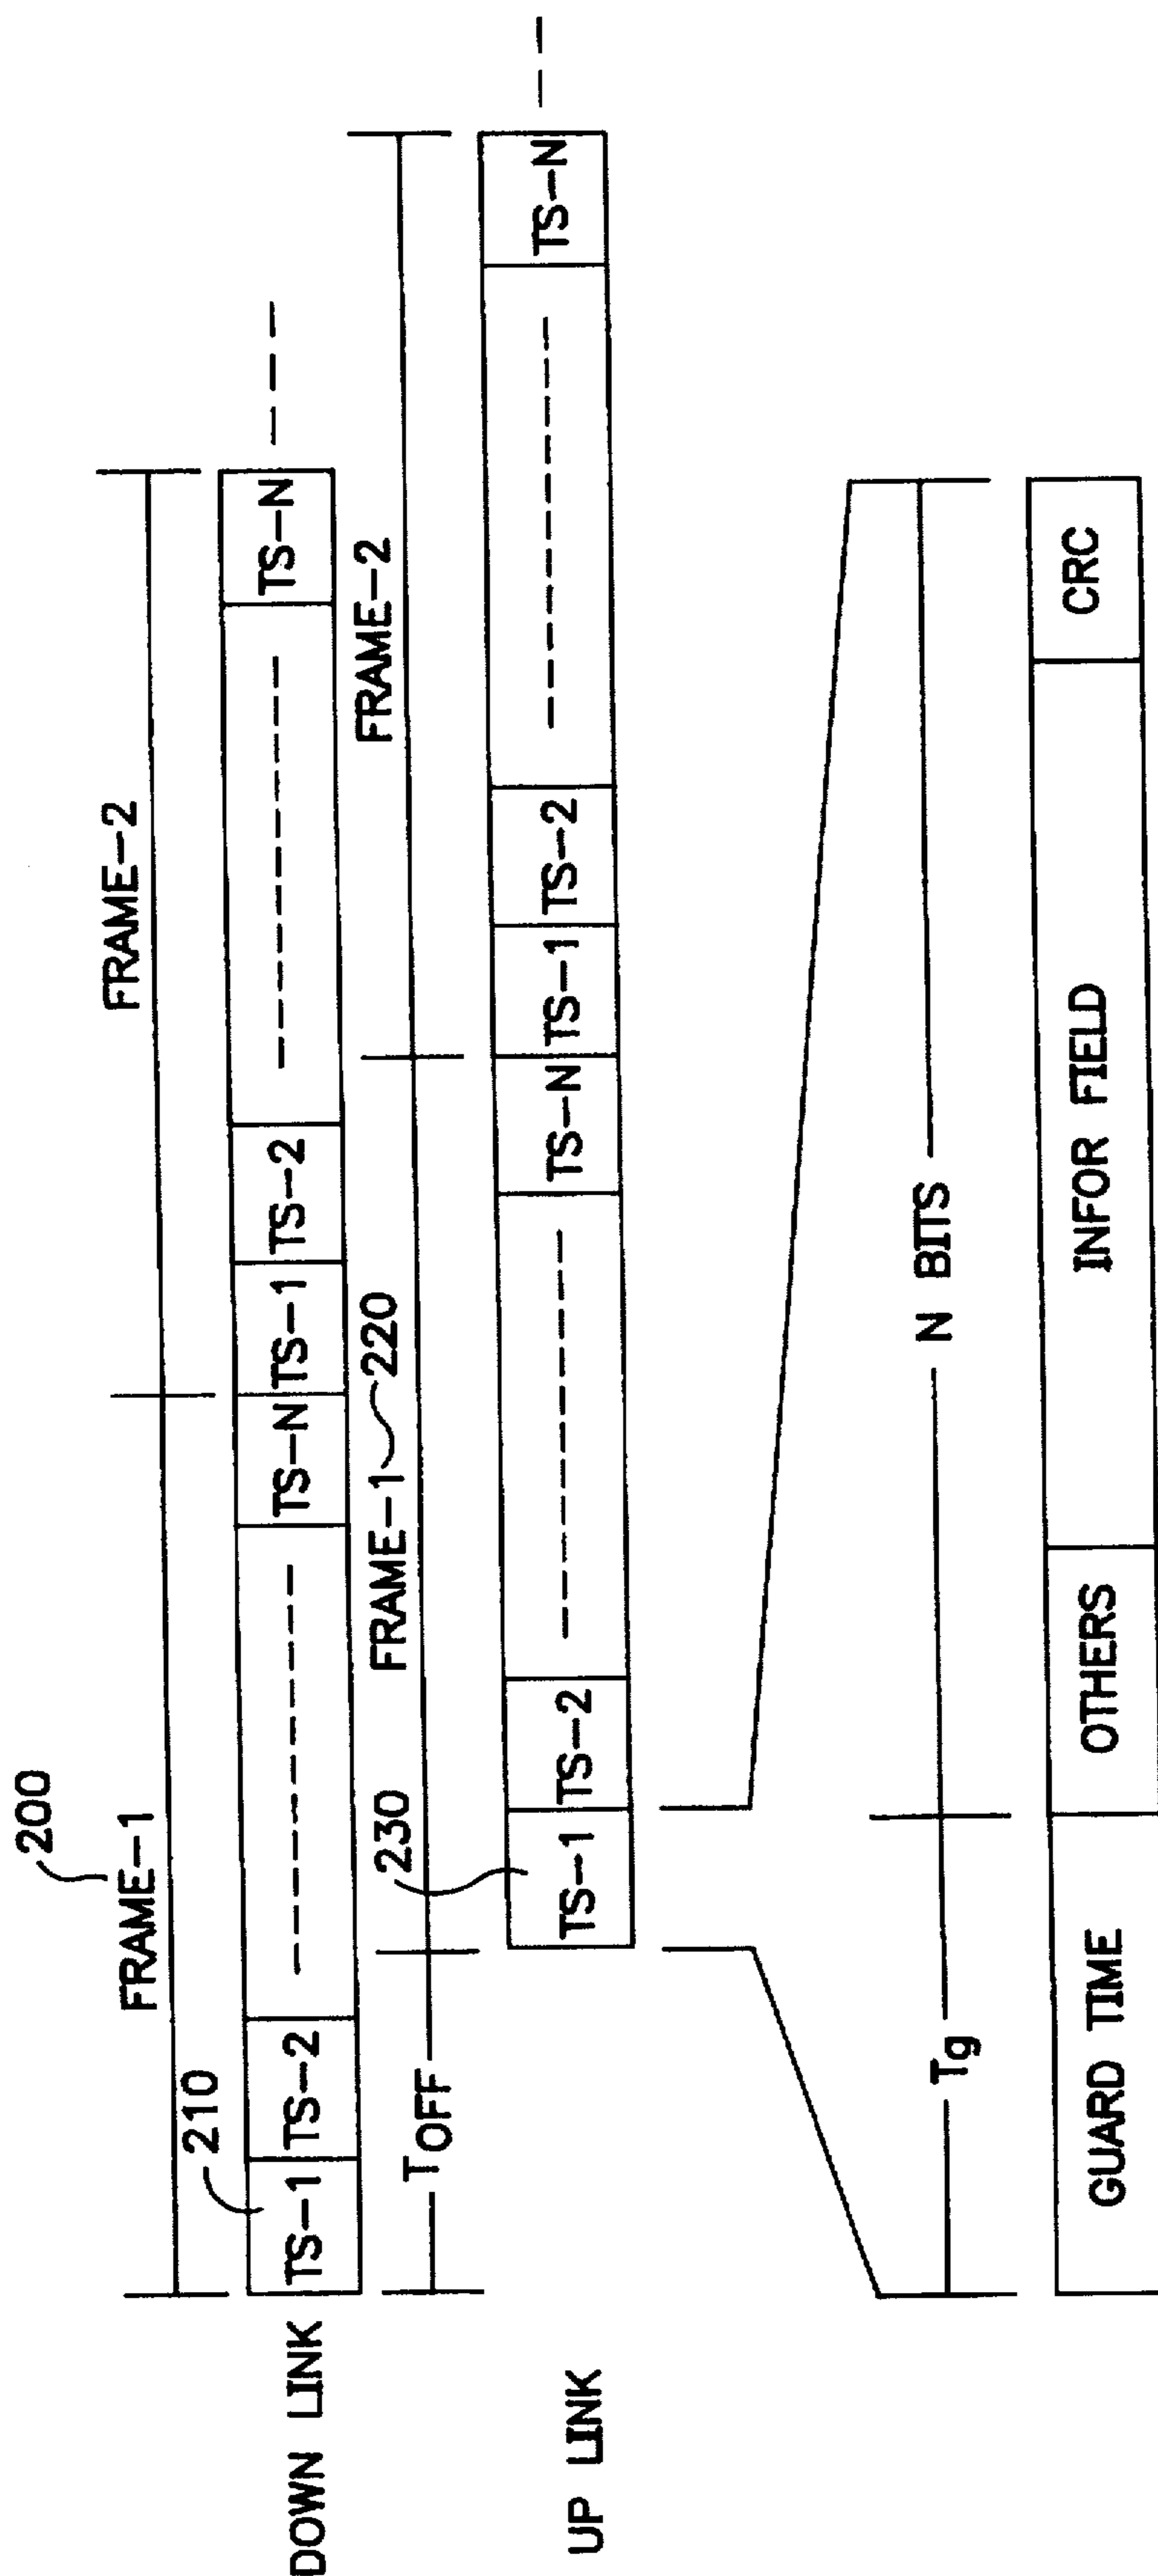 200
FRAME-1
FRAME-2
210
DOWN LINK
TS-1
TS-2
TS-N
TS-1
TS-2
TS-N
TOFF
230
FRAME-1
220
FRAME-2
UP LINK
TS-1
TS-2
TS-N
TS-1
TS-2
TS-N
Tg
N BITS
GUARD TIME
OTHERS
INFOR FIELD
CRC